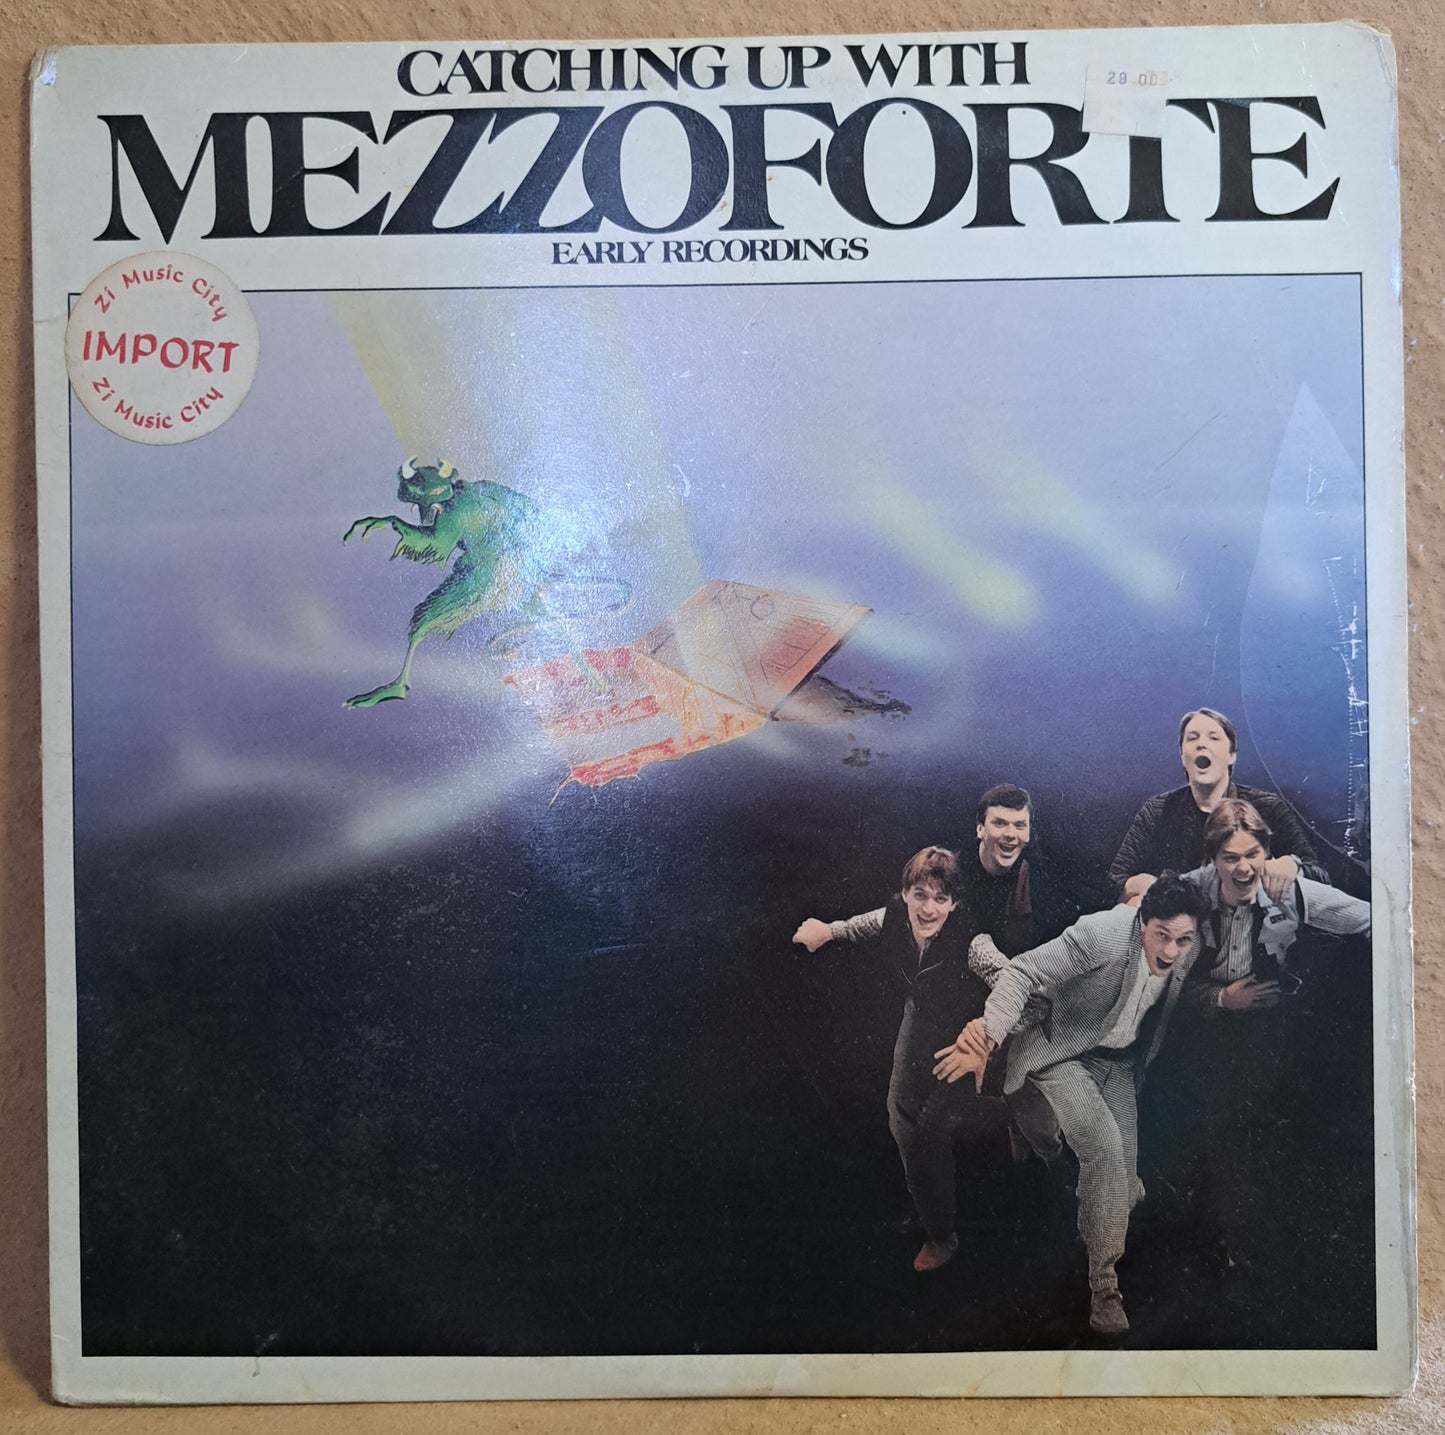 CATCHING UP WITH
29.00
MEZZOFORTE
EARLY RECORDINGS
Zi Music City
IMPORT
Zi Music City